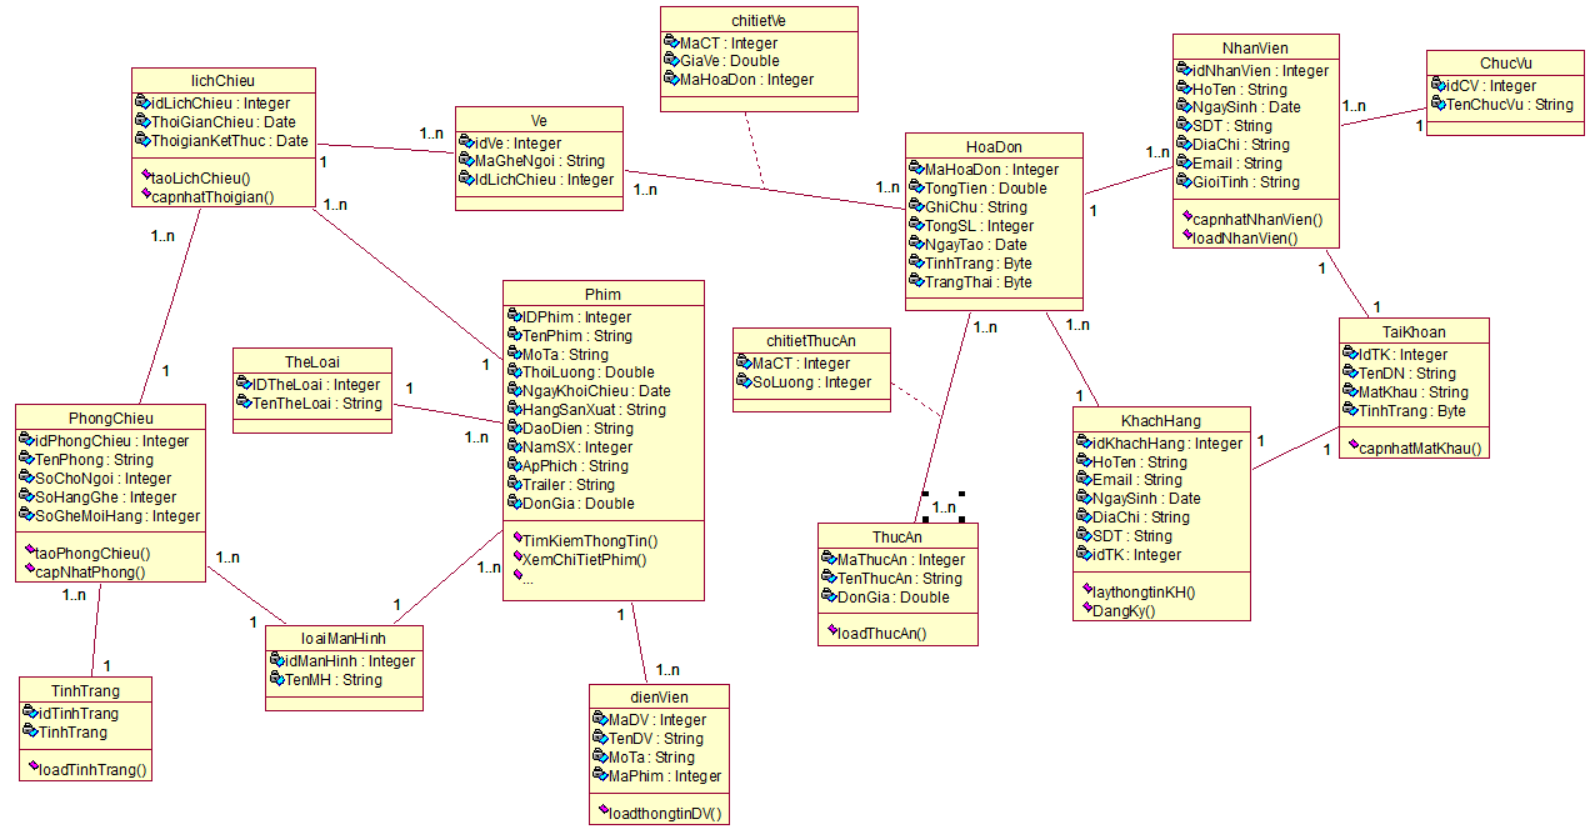 chitietVe
MaCT : Integer
GiaVe : Double
MaHoaDon : Integer
NhanVien
idNhanVien : Integer
HoTen : String
NgaySinh : Date
SDT : String
DiaChi : String
Email : String
GioiTinh : String
capnhatNhanVien()
loadNhanVien()
ChucVu
idCV : Integer
TenChucVu : String
1..n
1
lichChieu
idLichChieu : Integer
ThoiGianChieu : Date
ThoigianKetThuc : Date
taoLichChieu()
capnhatThoigian()
1..n
1
Ve
idVe : Integer
MaGheNgoi : String
IdLichChieu : Integer
1..n
1..n
HoaDon
MaHoaDon : Integer
TongTien : Double
GhiChu : String
TongSL : Integer
NgayTao : Date
TinhTrang : Byte
TrangThai : Byte
1..n
1
1..n
1..n
1
1
Phim
IDPhim : Integer
TenPhim : String
MoTa : String
ThoiLuong : Double
NgayKhoiChieu : Date
HangSanXuat : String
DaoDien : String
NamSX : Integer
ApPhich : String
Trailer : String
DonGia : Double
TimKiemThongTin()
XemChiTietPhim()
...
TheLoai
IDTheLoai : Integer
TenTheLoai : String
1
1..n
chitietThucAn
MaCT : Integer
SoLuong : Integer
1..n
1..n
1
1
1
TaiKhoan
IdTK : Integer
TenDN : String
MatKhau : String
TinhTrang : Byte
capnhatMatKhau()
PhongChieu
idPhongChieu : Integer
TenPhong : String
SoChoNgoi : Integer
SoHangGhe : Integer
SoGheMoiHang : Integer
taoPhongChieu()
capNhatPhong()
KhachHang
idKhachHang : Integer
HoTen : String
Email : String
NgaySinh : Date
DiaChi : String
SDT : String
idTK : Integer
laythongtinKH()
DangKy()
1
1
1..n
ThucAn
MaThucAn : Integer
TenThucAn : String
DonGia : Double
loadThucAn()
1..n
1
1..n
1
loaiManHinh
idManHinh : Integer
TenMH : String
1..n
1
TinhTrang
idTinhTrang
TinhTrang
loadTinhTrang()
1
1..n
dienVien
MaDV : Integer
TenDV : String
MoTa : String
MaPhim : Integer
loadthongtinDV()